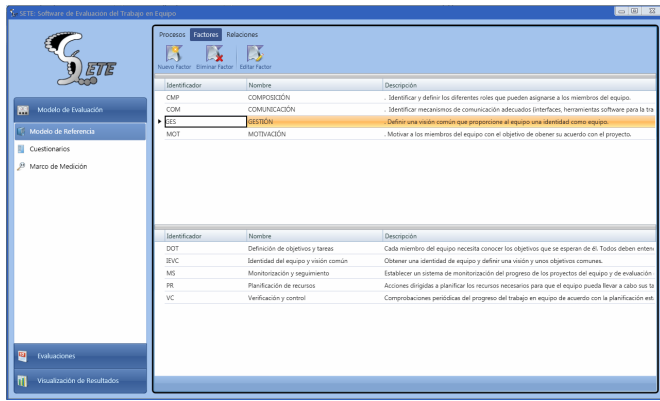 SETE: Software de Evaluación del Trabajo en Equipo
ETE
Procesos Factores Relaciones
Nuevo Factor Eliminar Factor Editar Factor
Modelo de Evaluación
Modelo de Referencia
Cuestionarios
Marco de Medición
Identificador Nombre Descripción
CMP COMPOSICIÓN . Identificar y definir los diferentes roles que pueden asignarse a los miembros del equipo.
COM COMUNICACIÓN . Identificar mecanismos de comunicación adecuados (interfaces, herramientas software para la tra
GES GESTIÓN . Definir una visión común que proporcione al equipo una identidad como equipo.
MOT MOTIVACIÓN . Motivar a los miembros del equipo con el objetivo de obener su acuerdo con el proyecto.
Identificador Nombre Descripción
DOT Definición de objetivos y tareas Cada miembro del equipo necesita conocer los objetivos que se esperan de él. Todos deben enten
IEVC Identidad del equipo y visión común Obtener una identidad de equipo y definir una visión y unos objetivos comunes.
MS Monitorización y seguimiento Establecer un sistema de monitorización del progreso de los proyectos del equipo y de evaluación
PR Planificación de recursos Acciones dirigidas a planificar los recursos necesarios para que el equipo pueda llevar a cabo sus ta
VC Verificación y control Comprobaciones periódicas del progreso del trabajo en equipo de acuerdo con la planificación est
Evaluaciones
Visualización de Resultados